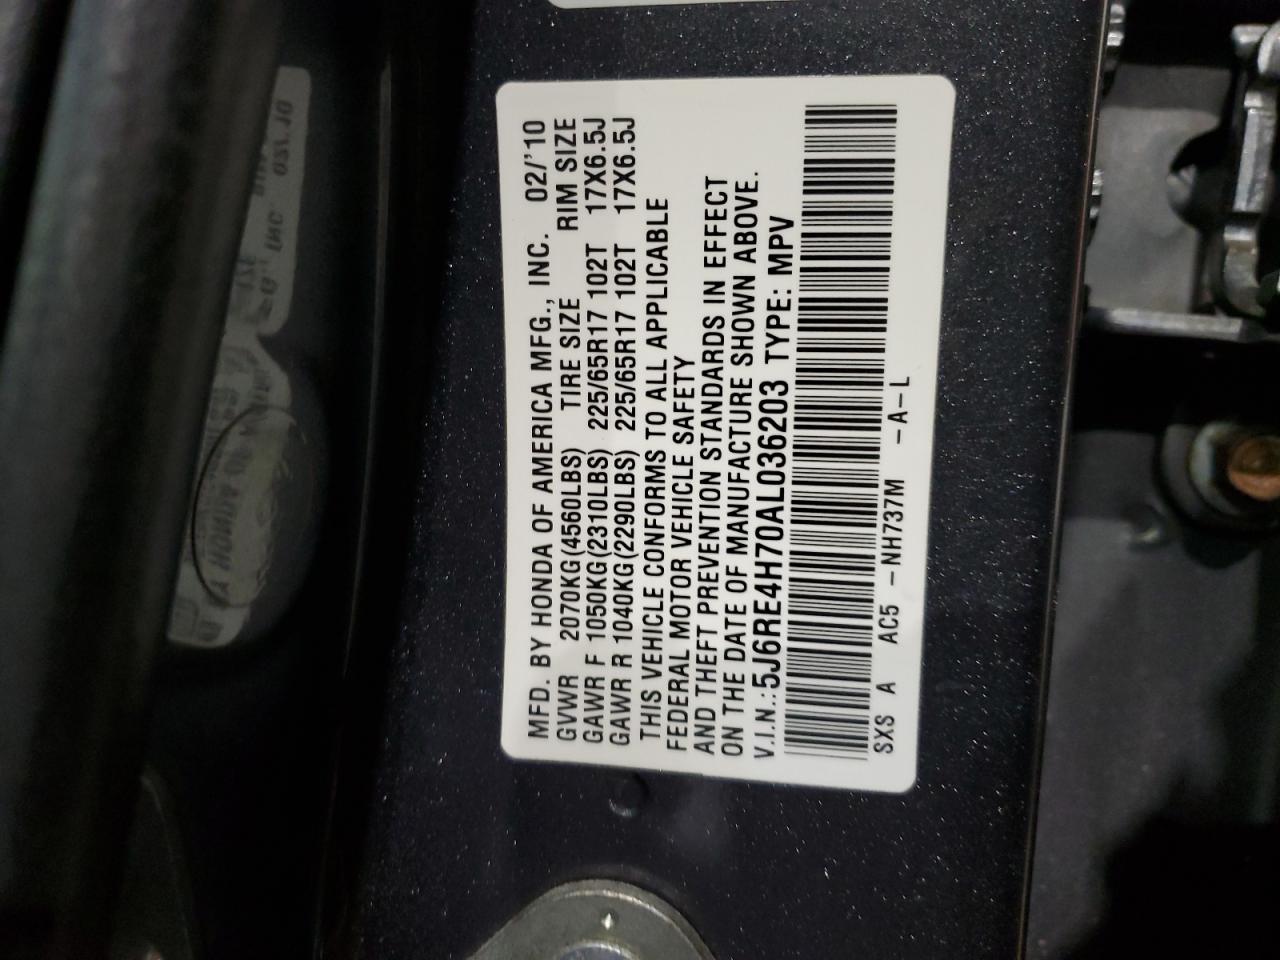 MFD. BY HONDA OF AMERICA MFG., INC. 02/'10
GVWR 2070KG(4560LBS) TIRE SIZE RIM SIZE
GAWR F 1050KG(2310LBS) 225/65R17 102T 17X6.5J
GAWR R 1040KG(2290LBS) 225/65R17 102T 17X6.5J
THIS VEHICLE CONFORMS TO ALL APPLICABLE
FEDERAL MOTOR VEHICLE SAFETY
AND THEFT PREVENTION STANDARDS IN EFFECT
ON THE DATE OF MANUFACTURE SHOWN ABOVE.
V.I.N.: 5J6RE4H70AL036203 TYPE: MPV
SXS A AC5 -NH737M -A-L